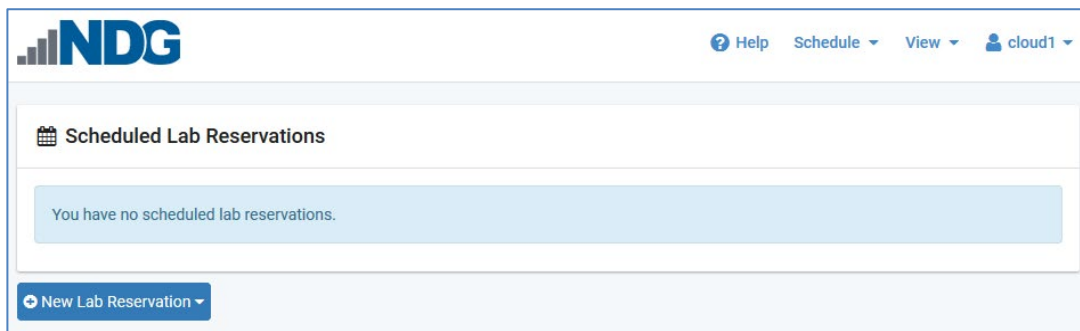 NDG
Help Schedule View cloud1
Scheduled Lab Reservations
You have no scheduled lab reservations.
New Lab Reservation